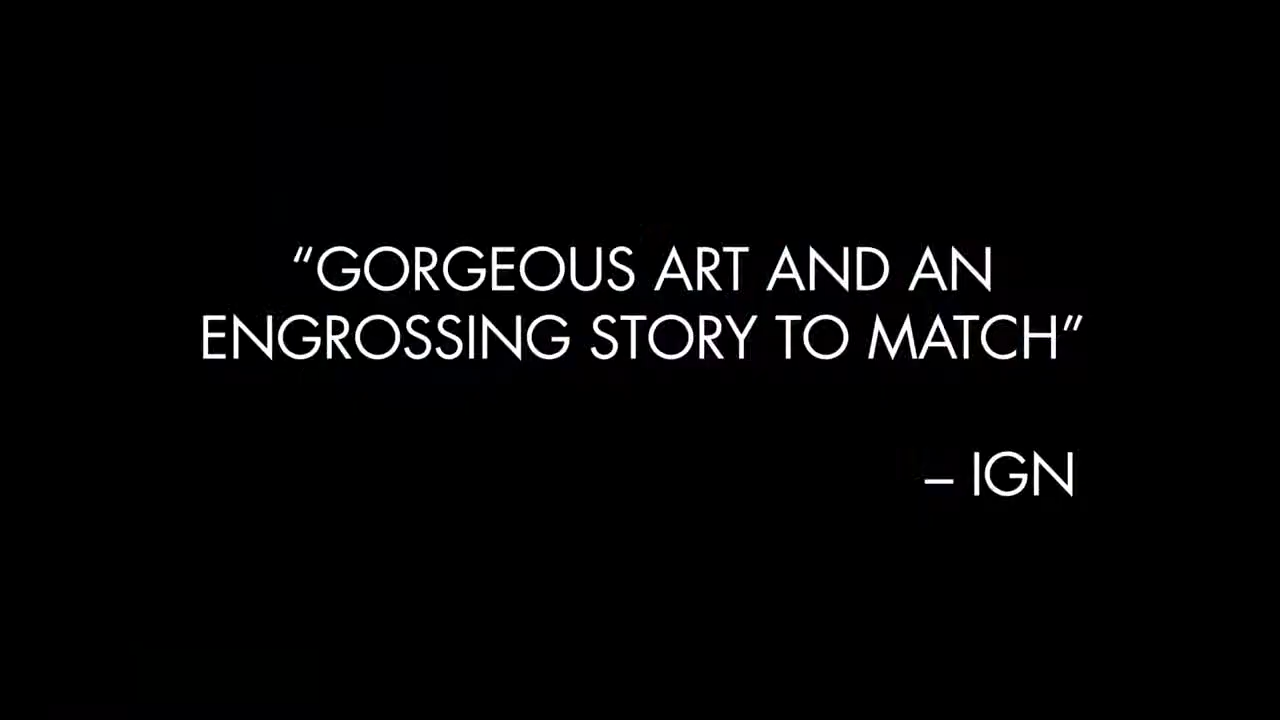 “GORGEOUS ART AND AN
ENGROSSING STORY TO MATCH”
– IGN